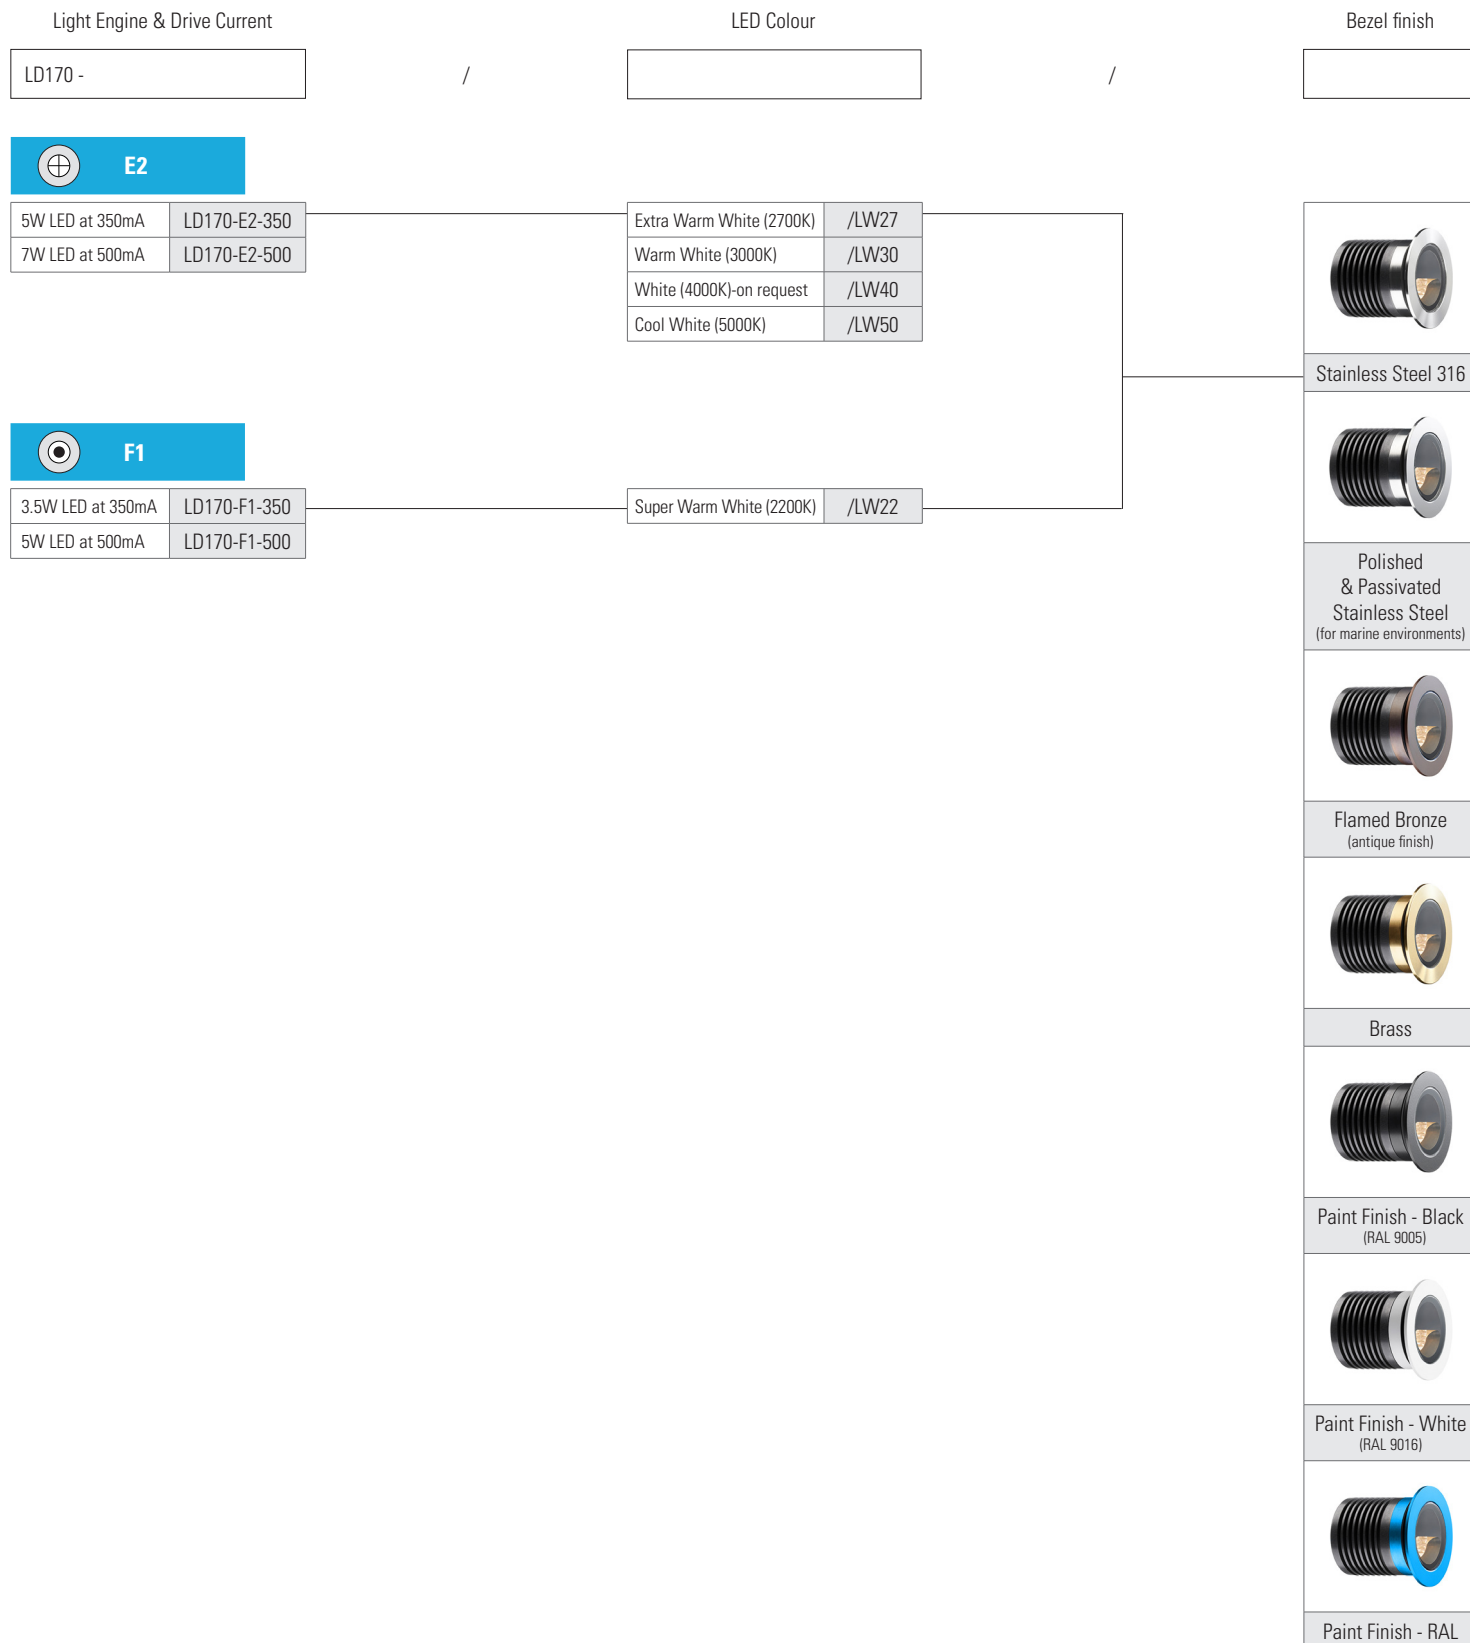 Light Engine & Drive Current
LED Colour
Bezel finish
LD170 -
/
/
E2
5W LED at 350mA LD170-E2-350
7W LED at 500mA LD170-E2-500
Extra Warm White (2700K) /LW27
Warm White (3000K) /LW30
White (4000K)-on request /LW40
Cool White (5000K) /LW50
F1
3.5W LED at 350mA LD170-F1-350
5W LED at 500mA LD170-F1-500
Super Warm White (2200K) /LW22
Stainless Steel 316
Polished
& Passivated
Stainless Steel
(for marine environments)
Flamed Bronze
(antique finish)
Brass
Paint Finish - Black
(RAL 9005)
Paint Finish - White
(RAL 9016)
Paint Finish - RAL